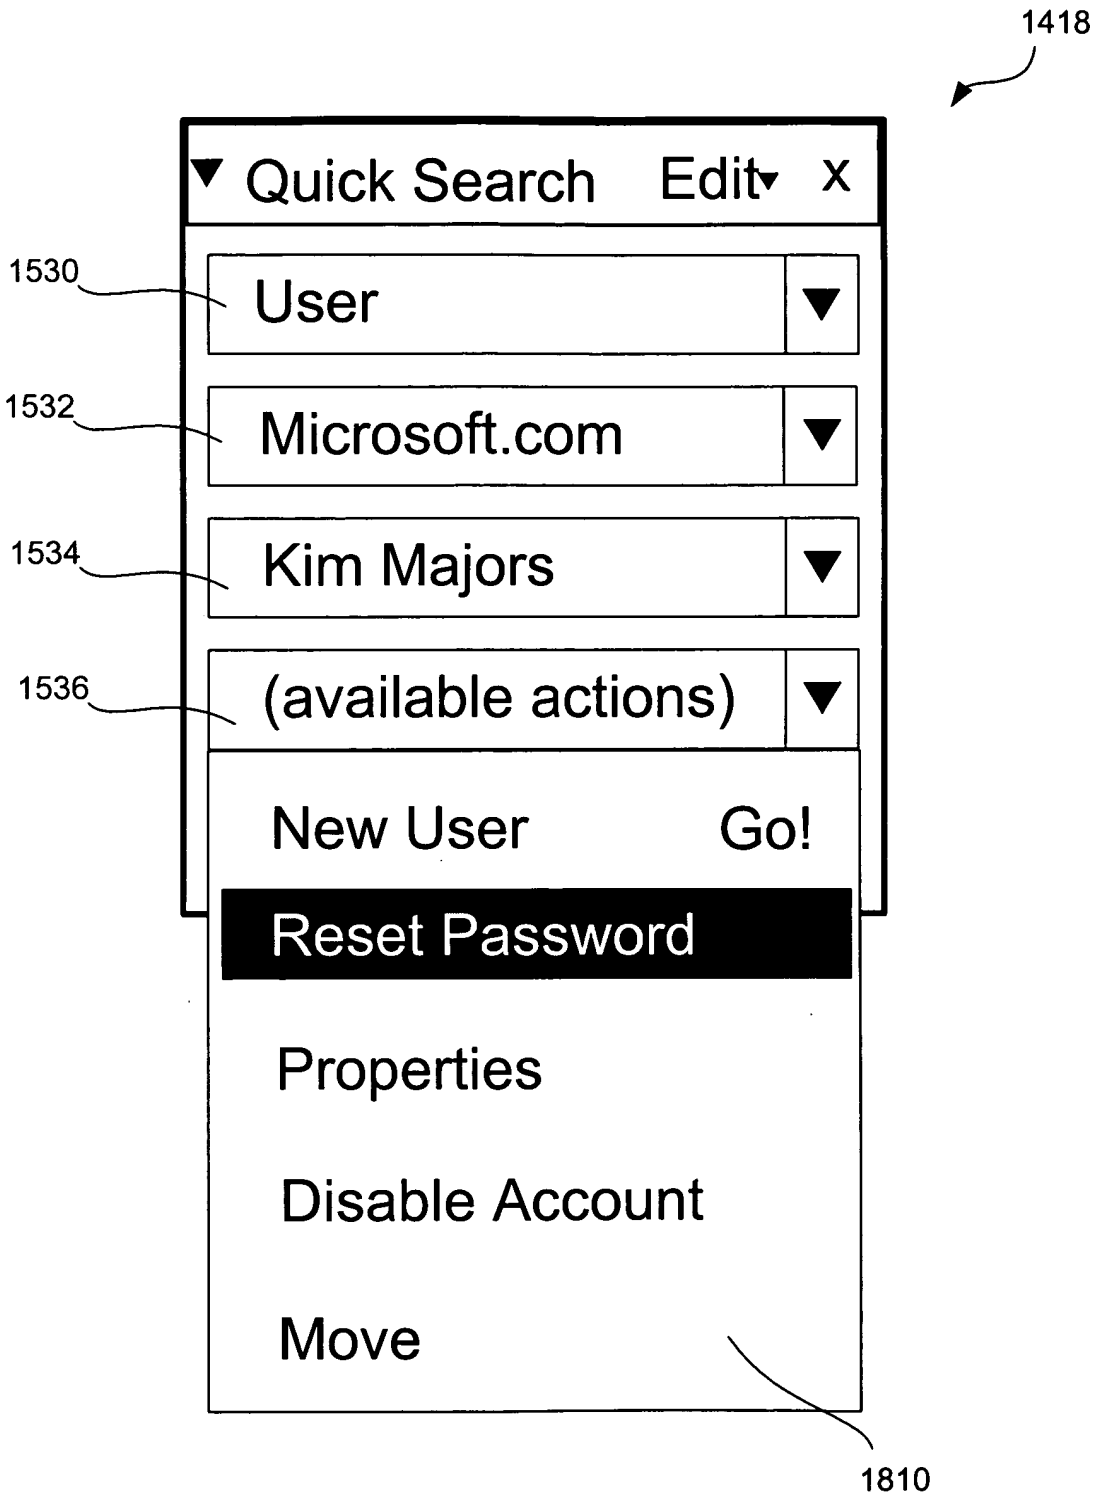 1418
Quick Search Edit X
1530
User
1532
Microsoft.com
1534
Kim Majors
1536
(available actions)
New User Go!
Reset Password
Properties
Disable Account
Move
1810